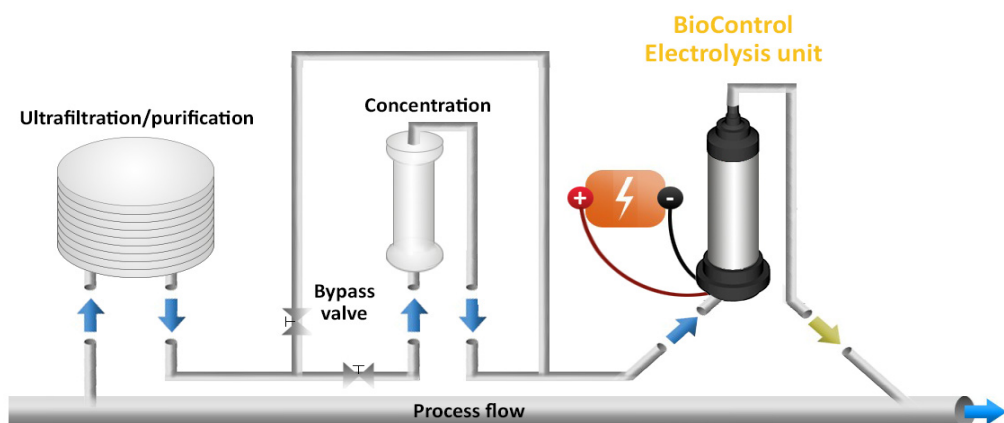 BioControl
Electrolysis unit
Ultrafiltration/purification
Concentration
+
-
Bypass
valve
Process flow